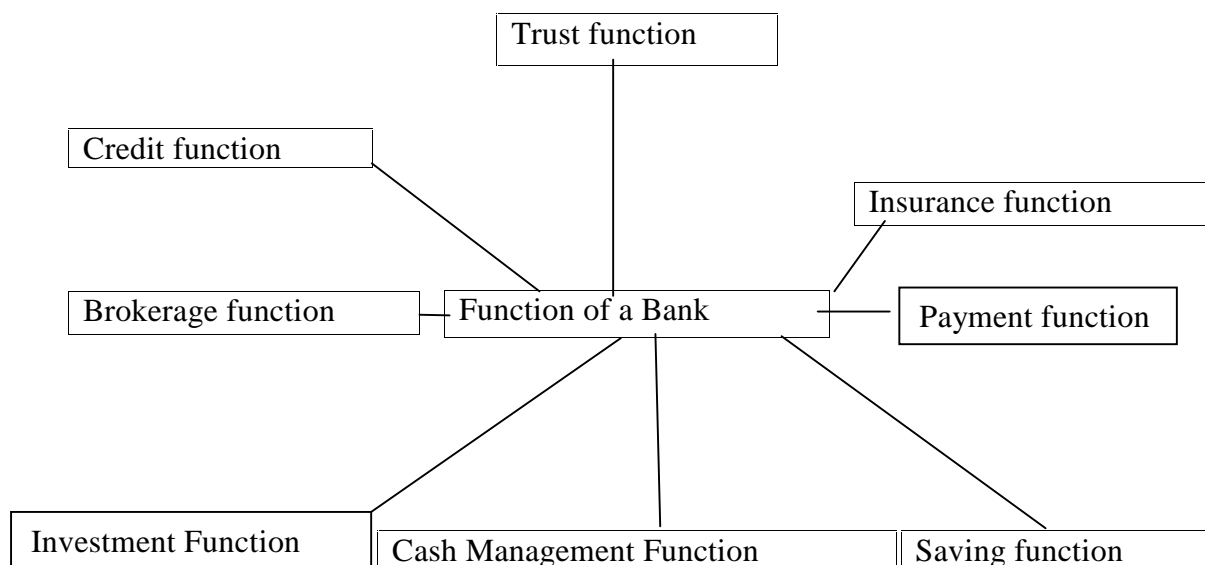 Trust function
Credit function
Insurance function
Brokerage function
Function of a Bank
Payment function
Investment Function
Cash Management Function
Saving function